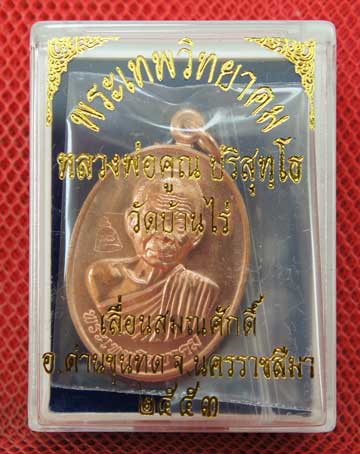 พระเทพวิทยาคม
หลวงพ่อคูณ ปริสุทฺโธ
วัดบ้านไร่
เลื่อนสมณศักดิ์
อ.ด่านขุนทด จ.นครราชสีมา
๒๕๕๓